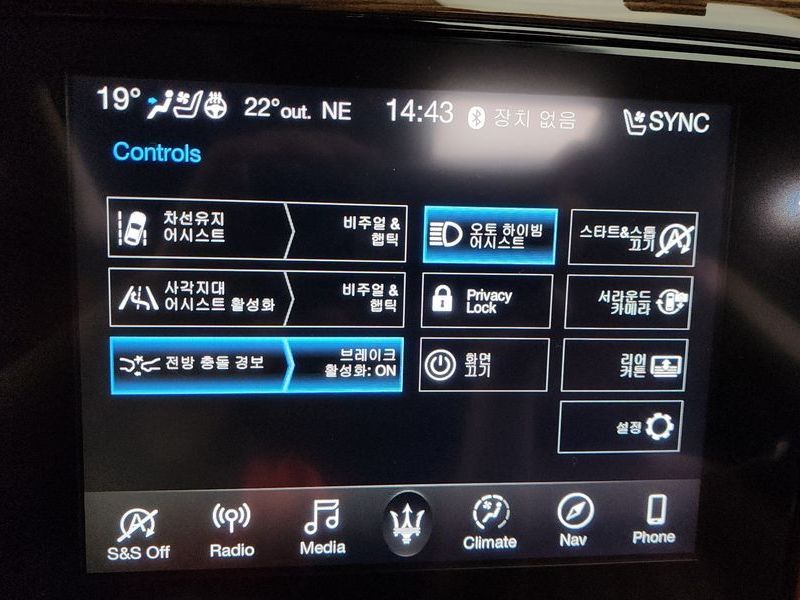 19° 22°out. NE 14:43 장치 없음 SYNC
Controls
차선유지
어시스트
비주얼 &
햅틱
오토 하이빔
어시스트
스타트&스톱
끄기
사각지대
어시스트 활성화
비주얼 &
햅틱
Privacy
Lock
서라운드
카메라
전방 충돌 경보
브레이크
활성화: ON
화면
끄기
리어
커튼
설정
S&S Off Radio Media Climate Nav Phone